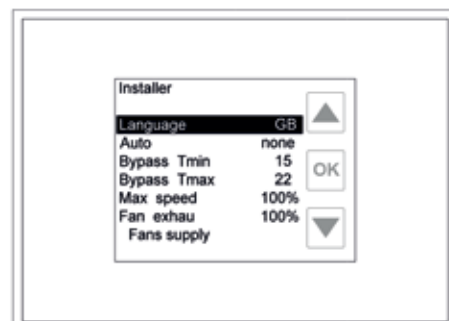 Installer
Language GB
Auto none
Bypass Tmin 15
Bypass Tmax 22
Max speed 100%
Fan exhau 100%
Fans supply
OK